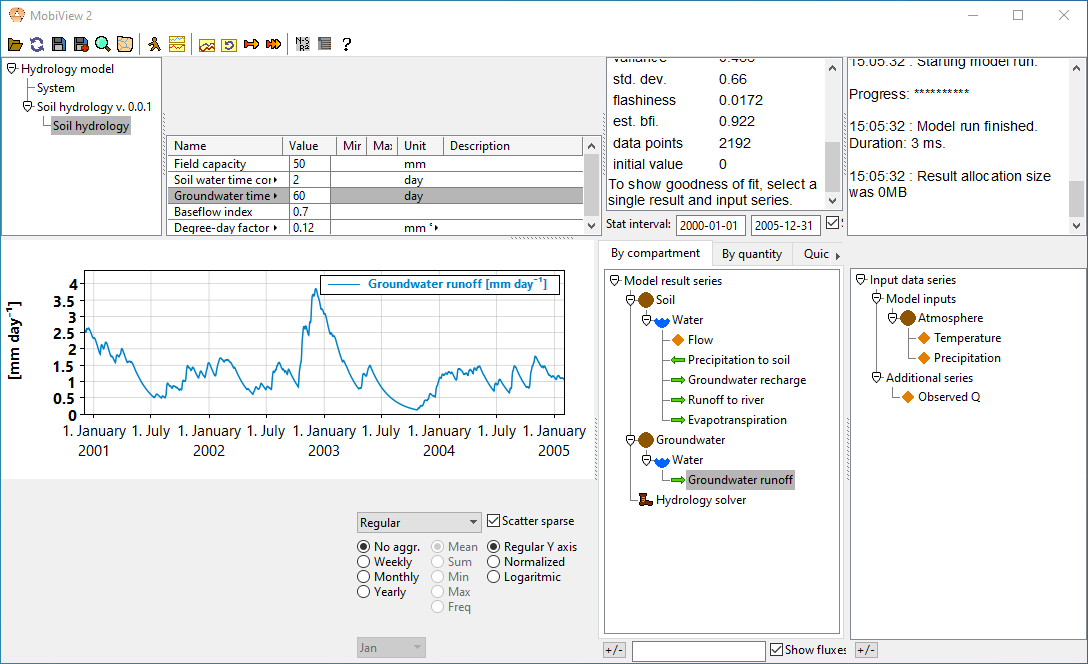 MobiView 2
N:S R²
?
Hydrology model
System
Soil hydrology v. 0.0.1
Soil hydrology
Name Value Mir Ma: Unit Description
Field capacity 50 mm
Soil water time cor 2 day
Groundwater time 60 day
Baseflow index 0.7
Degree-day factor 0.12 mm °
variance 0.433
std. dev. 0.66
flashiness 0.0172
est. bfi. 0.922
data points 2192
initial value 0
To show goodness of fit, select a
single result and input series.
Stat interval: 2000-01-01 2005-12-31
15:05:32 : Starting model run.
Progress: **********
15:05:32 : Model run finished.
Duration: 3 ms.
15:05:32 : Result allocation size
was 0MB
Groundwater runoff [mm day⁻¹]
[mm day⁻¹]
4
3.5
3
2.5
2
1.5
1
0.5
0
1. January 1. July 1. January 1. July 1. January 1. July 1. January 1. July 1. January
2001 2002 2003 2004 2005
Regular
Scatter sparse
No aggr. Mean Regular Y axis
Weekly Sum Normalized
Monthly Min Logaritmic
Yearly Max
Freq
Jan
By compartment By quantity Quic
Model result series
Soil
Water
Flow
Precipitation to soil
Groundwater recharge
Runoff to river
Evapotranspiration
Groundwater
Water
Groundwater runoff
Hydrology solver
+/- Show fluxes
Input data series
Model inputs
Atmosphere
Temperature
Precipitation
Additional series
Observed Q
+/-